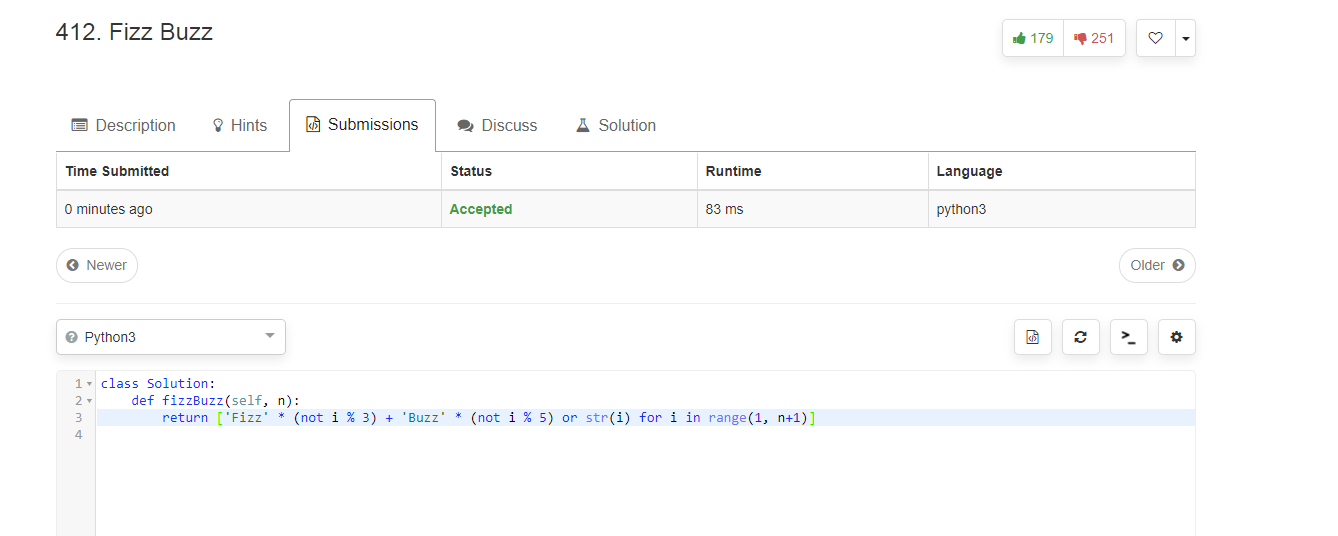 412. Fizz Buzz
179 251
Description Hints Submissions Discuss Solution
Time Submitted Status Runtime Language
0 minutes ago Accepted 83 ms python3
Newer Older
Python3
1 class Solution:
2     def fizzBuzz(self, n):
3         return ['Fizz' * (not i % 3) + 'Buzz' * (not i % 5) or str(i) for i in range(1, n+1)]
4